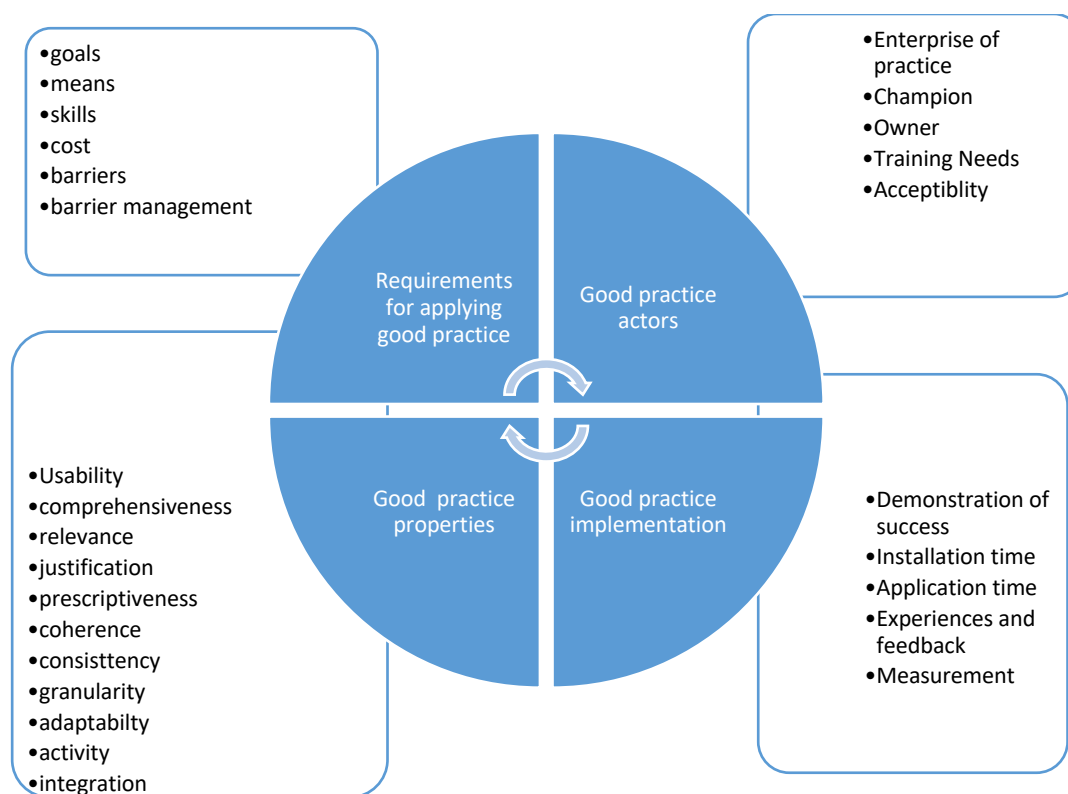 •goals
•means
•skills
•cost
•barriers
•barrier management
•Enterprise of
practice
•Champion
•Owner
•Training Needs
•Acceptiblity
Requirements
for applying
good practice
Good practice
actors
•Usability
•comprehensiveness
•relevance
•justification
•prescriptiveness
•coherence
•consisttency
•granularity
•adaptabilty
•activity
•integration
Good practice
properties
Good practice
implementation
•Demonstration of
success
•Installation time
•Application time
•Experiences and
feedback
•Measurement